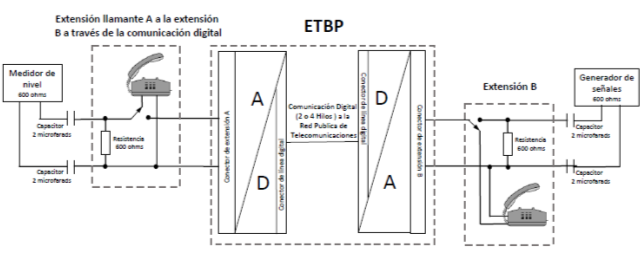 Extensión llamante A a la extensión
B a través de la comunicación digital
ETBP
Medidor de
nivel
600 ohms
Capacitor
2 microfarads
Resistencia
600 ohms
Capacitor
2 microfarads
Conector de extensión A
A
D
Conector de línea digital
Comunicación Digital
(2 o 4 Hilos ) a la
Red Publica de
Telecomunicaciones
Conector de línea digital
D
A
Conector de extensión B
Extensión B
Generador de
señales
600 ohms
Capacitor
2 microfarads
Resistencia
600 ohms
Capacitor
2 microfarads